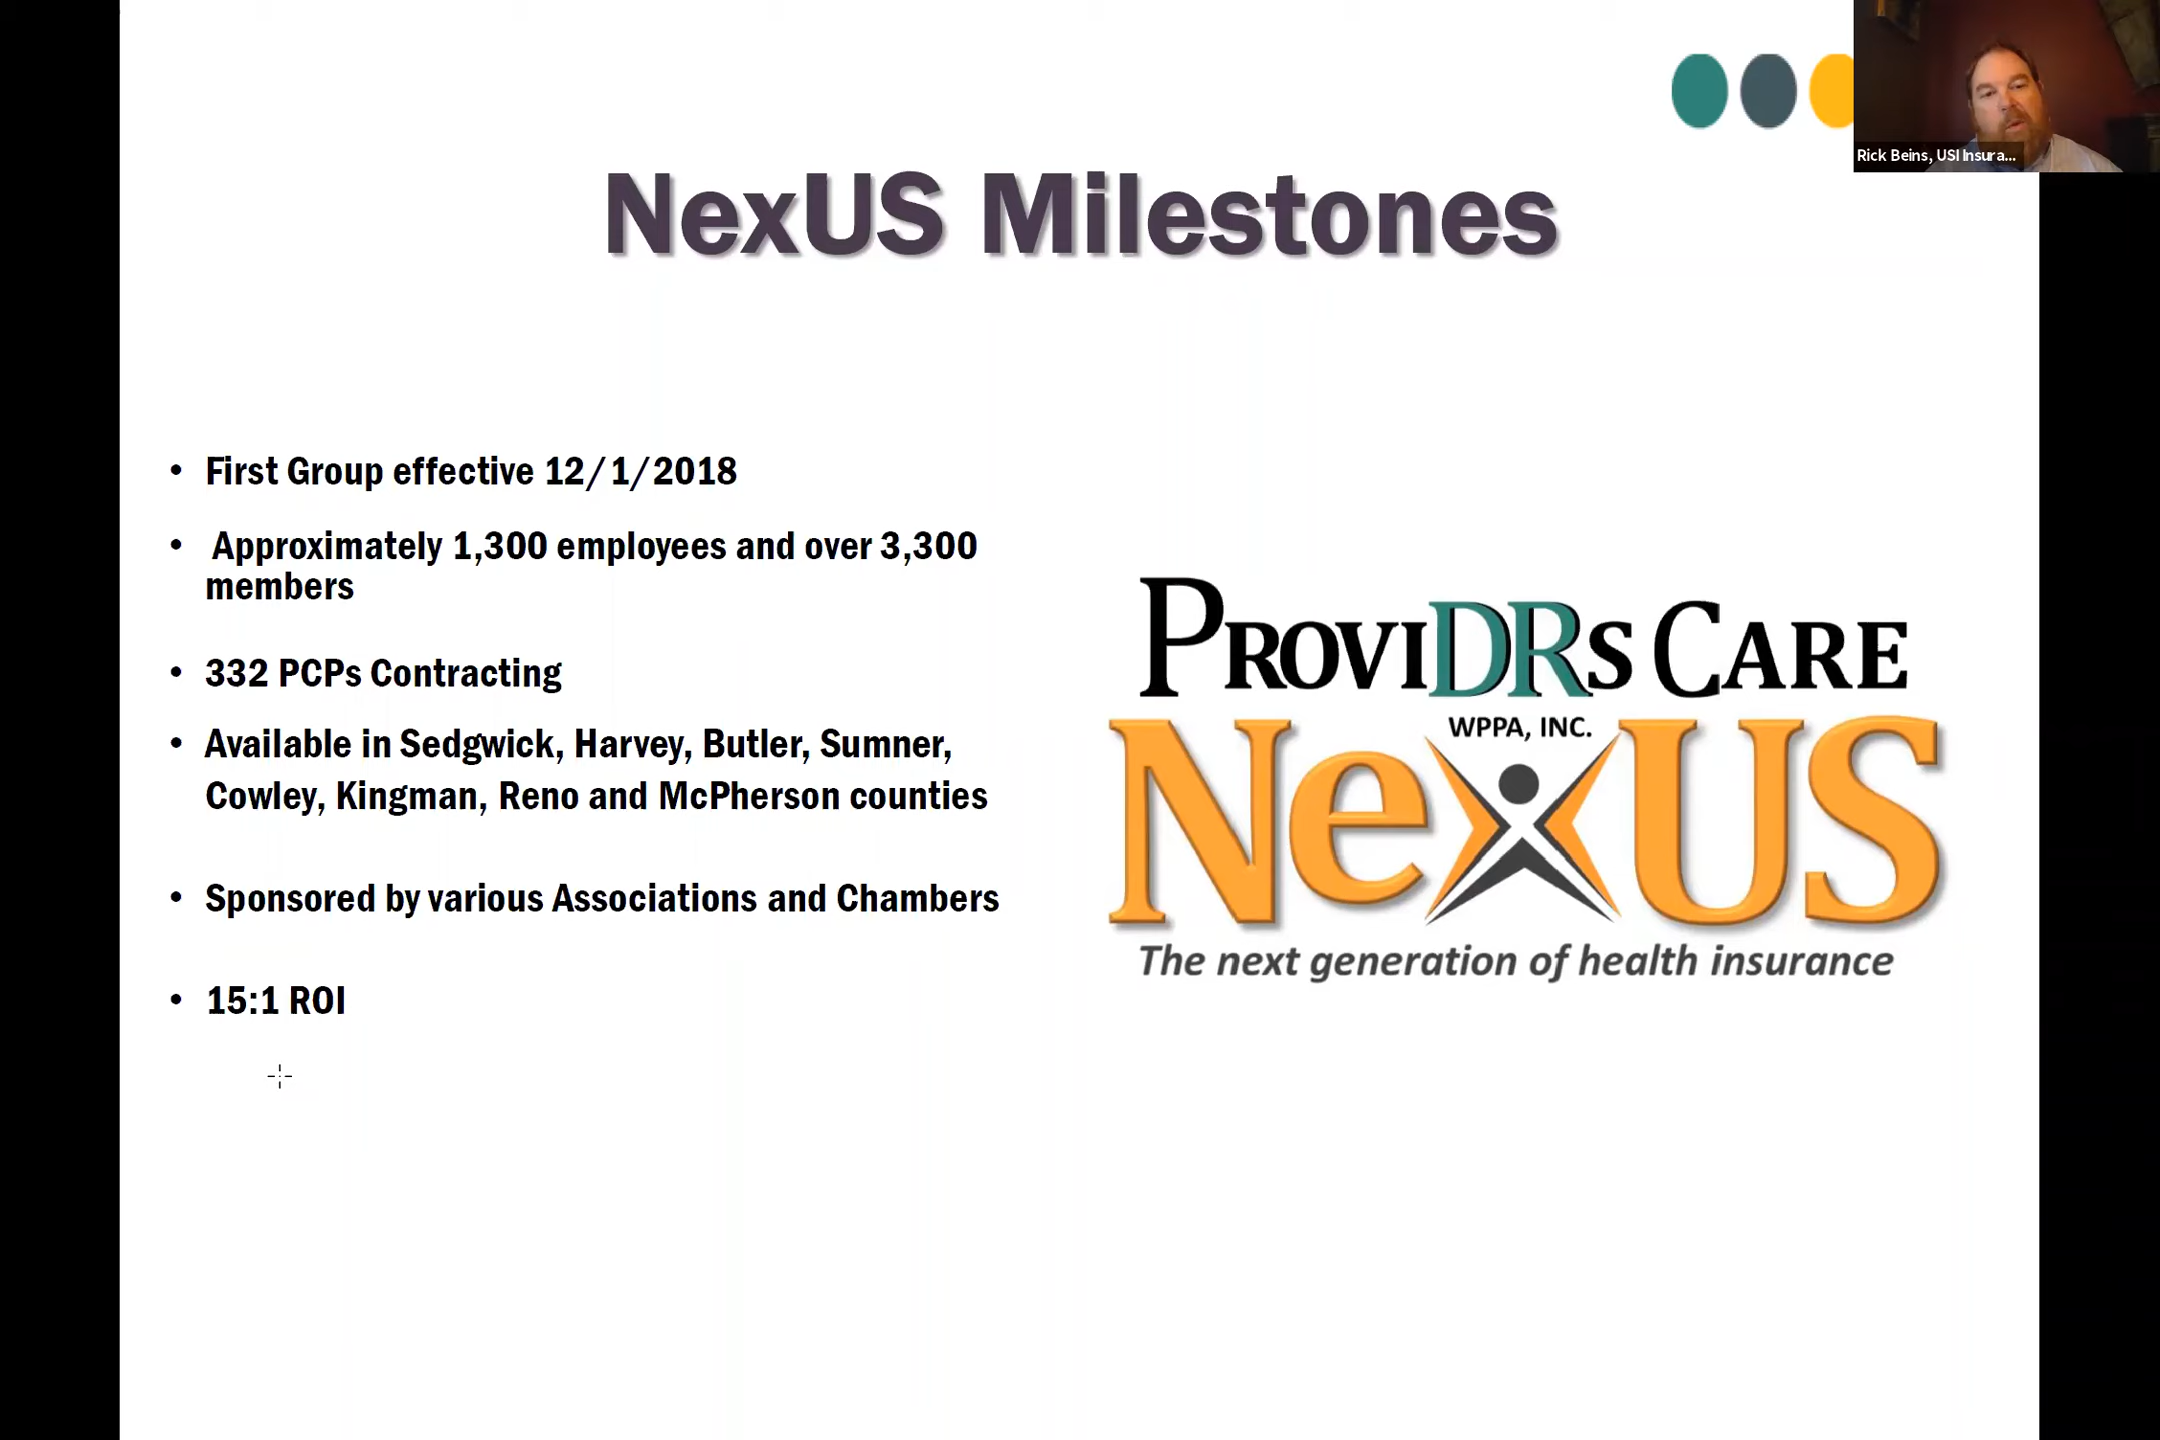 Rick Beins, USI Insura...
NexUS Milestones
• First Group effective 12/1/2018
• Approximately 1,300 employees and over 3,300
members
• 332 PCPs Contracting
• Available in Sedgwick, Harvey, Butler, Sumner,
Cowley, Kingman, Reno and McPherson counties
• Sponsored by various Associations and Chambers
• 15:1 ROI
PROVIDRS CARE
WPPA, INC.
NeXUS
The next generation of health insurance